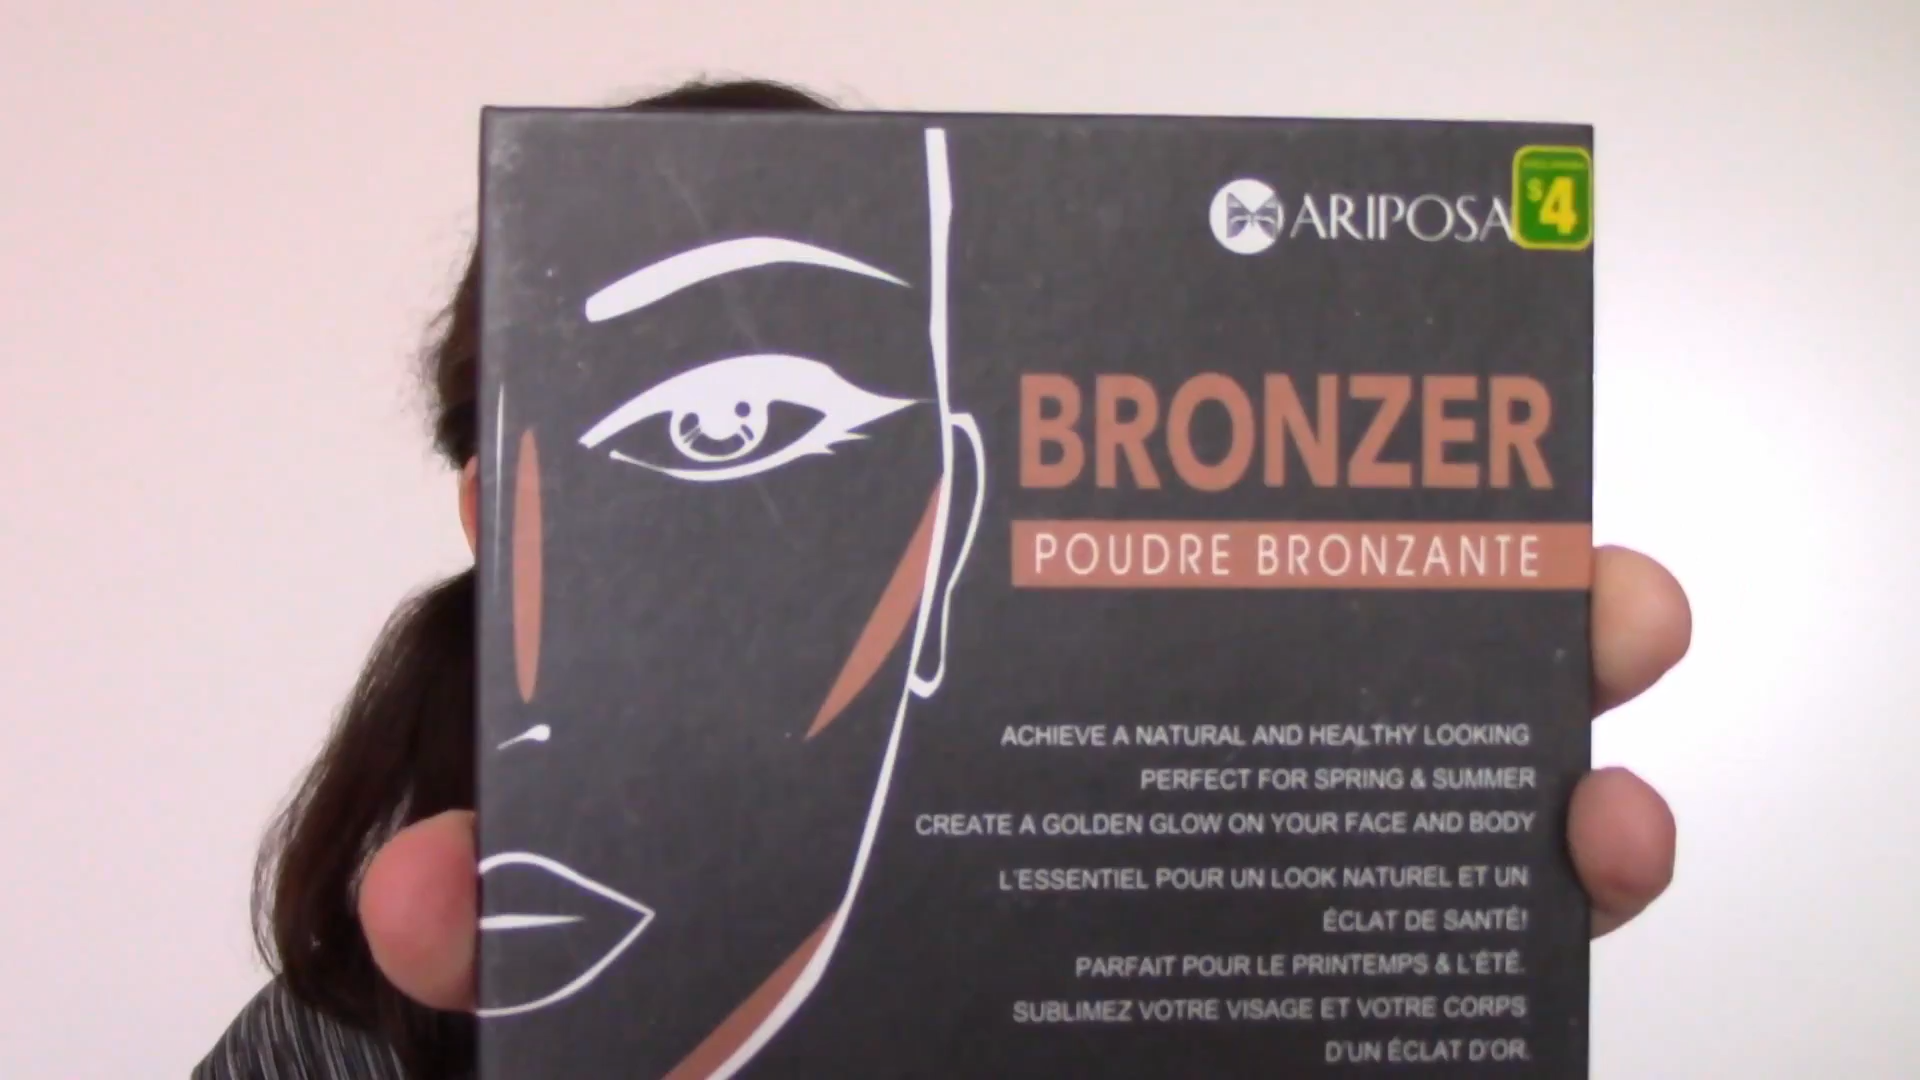 ARIPOSA
$4
BRONZER
POUDRE BRONZANTE
ACHIEVE A NATURAL AND HEALTHY LOOKING
PERFECT FOR SPRING & SUMMER
CREATE A GOLDEN GLOW ON YOUR FACE AND BODY
L'ESSENTIEL POUR UN LOOK NATUREL ET UN
ÉCLAT DE SANTÉ!
PARFAIT POUR LE PRINTEMPS & L'ÉTÉ.
SUBLIMEZ VOTRE VISAGE ET VOTRE CORPS
D'UN ÉCLAT D'OR.